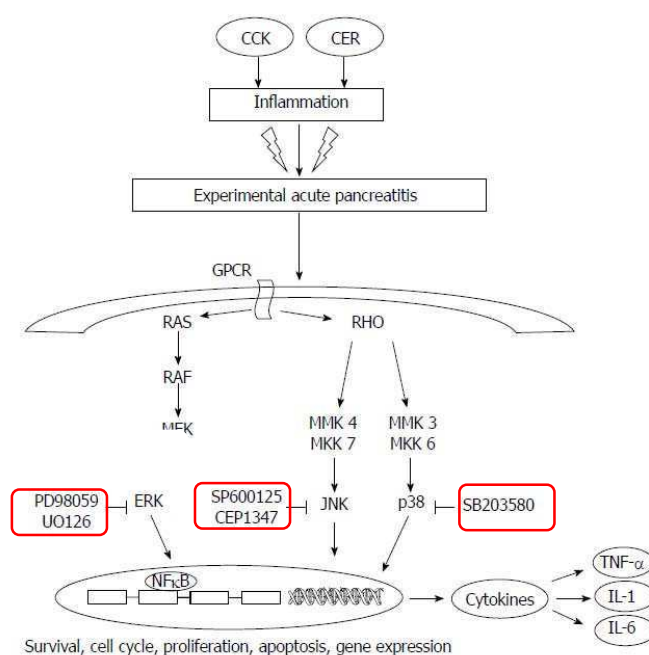 CCK
CER
Inflammation
Experimental acute pancreatitis
GPCR
RAS
RHO
RAF
MEK
MMK 4
MKK 7
MMK 3
MKK 6
PD98059
UO126
ERK
SP600125
CEP1347
JNK
p38
SB203580
NFκB
Cytokines
TNF-α
IL-1
IL-6
Survival, cell cycle, proliferation, apoptosis, gene expression